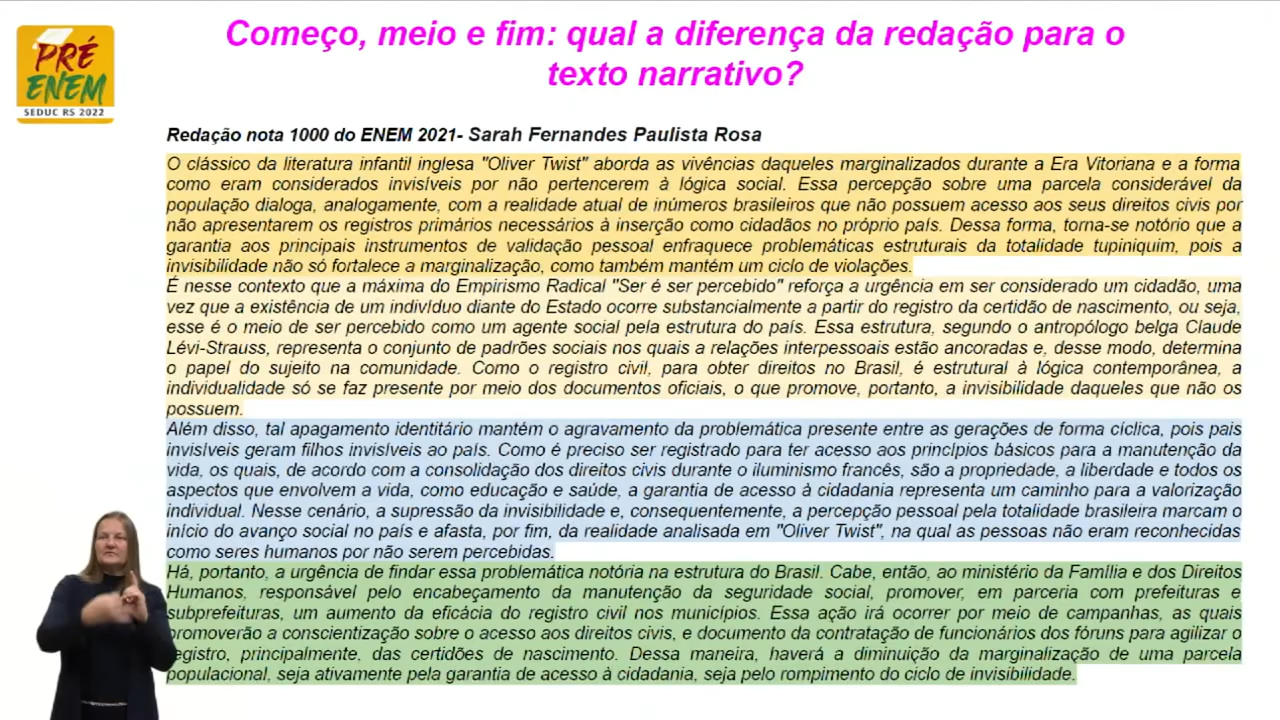 Começo, meio e fim: qual a diferença da redação para o
texto narrativo?
PRÉ
ENEM
SEDUC RS 2022
Redação nota 1000 do ENEM 2021- Sarah Fernandes Paulista Rosa
O clássico da literatura infantil inglesa "Oliver Twist" aborda as vivências daqueles marginalizados durante a Era Vitoriana e a forma
como eram considerados invisíveis por não pertencerem à lógica social. Essa percepção sobre uma parcela considerável da
população dialoga, analogamente, com a realidade atual de inúmeros brasileiros que não possuem acesso aos seus direitos civis por
não apresentarem os registros primários necessários à inserção como cidadãos no próprio país. Dessa forma, torna-se notório que a
garantia aos principais instrumentos de validação pessoal enfraquece problemáticas estruturais da totalidade tupiniquim, pois a
invisibilidade não só fortalece a marginalização, como também mantém um ciclo de violações.
É nesse contexto que a máxima do Empirismo Radical "Ser é ser percebido" reforça a urgência em ser considerado um cidadão, uma
vez que a existência de um indivíduo diante do Estado ocorre substancialmente a partir do registro da certidão de nascimento, ou seja,
esse é o meio de ser percebido como um agente social pela estrutura do país. Essa estrutura, segundo o antropólogo belga Claude
Lévi-Strauss, representa o conjunto de padrões sociais nos quais a relações interpessoais estão ancoradas e, desse modo, determina
o papel do sujeito na comunidade. Como o registro civil, para obter direitos no Brasil, é estrutural à lógica contemporânea, a
individualidade só se faz presente por meio dos documentos oficiais, o que promove, portanto, a invisibilidade daqueles que não os
possuem.
Além disso, tal apagamento identitário mantém o agravamento da problemática presente entre as gerações de forma cíclica, pois pais
invisíveis geram filhos invisíveis ao país. Como é preciso ser registrado para ter acesso aos princípios básicos para a manutenção da
vida, os quais, de acordo com a consolidação dos direitos civis durante o iluminismo francês, são a propriedade, a liberdade e todos os
aspectos que envolvem a vida, como educação e saúde, a garantia de acesso à cidadania representa um caminho para a valorização
individual. Nesse cenário, a supressão da invisibilidade e, consequentemente, a percepção pessoal pela totalidade brasileira marcam o
início do avanço social no país e afasta, por fim, da realidade analisada em "Oliver Twist", na qual as pessoas não eram reconhecidas
como seres humanos por não serem percebidas.
Há, portanto, a urgência de findar essa problemática notória na estrutura do Brasil. Cabe, então, ao ministério da Família e dos Direitos
Humanos, responsável pelo encabeçamento da manutenção da seguridade social, promover, em parceria com prefeituras e
subprefeituras, um aumento da eficácia do registro civil nos municípios. Essa ação irá ocorrer por meio de campanhas, as quais
promoverão a conscientização sobre o acesso aos direitos civis, e documento da contratação de funcionários dos fóruns para agilizar o
registro, principalmente, das certidões de nascimento. Dessa maneira, haverá a diminuição da marginalização de uma parcela
populacional, seja ativamente pela garantia de acesso à cidadania, seja pelo rompimento do ciclo de invisibilidade.